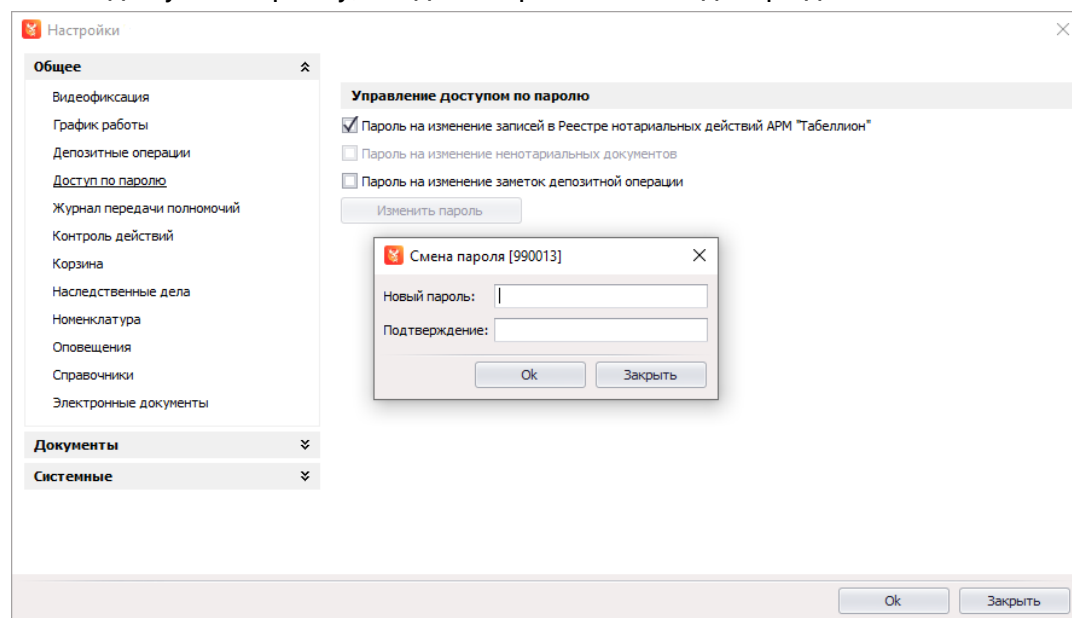 Настройки
Общее
Видеофиксация
График работы
Депозитные операции
Доступ по паролю
Журнал передачи полномочий
Контроль действий
Корзина
Наследственные дела
Номенклатура
Оповещения
Справочники
Электронные документы
Документы
Системные
Управление доступом по паролю
Пароль на изменение записей в Реестре нотариальных действий АРМ "Табеллион"
Пароль на изменение ненотариальных документов
Пароль на изменение заметок депозитной операции
Изменить пароль
Смена пароля [990013]
Новый пароль:
Подтверждение:
Ok Закрыть
Ok Закрыть